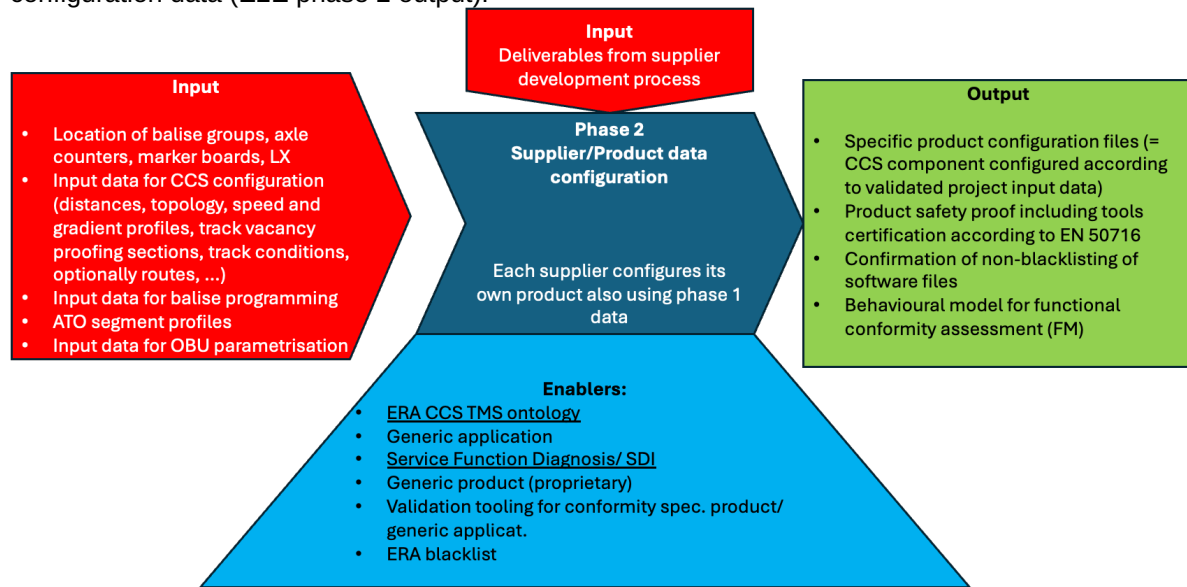 configuration data (
phase 2 output).
Input
Deliverables from supplier
development process
Input
• Location of balise groups, axle
counters, marker boards, LX
• Input data for CCS configuration
(distances, topology, speed and
gradient profiles, track vacancy
proofing sections, track conditions,
optionally routes, ...)
• Input data for balise programming
• ATO segment profiles
• Input data for OBU parametrisation
Phase 2
Supplier/Product data
configuration
Each supplier configures its
own product also using phase 1
data
Output
• Specific product configuration files (=
CCS component configured according
to validated project input data)
• Product safety proof including tools
certification according to EN 50716
• Confirmation of non-blacklisting of
software files
• Behavioural model for functional
conformity assessment (FM)
Enablers:
• ERA CCS TMS ontology
• Generic application
• Service Function Diagnosis/ SDI
• Generic product (proprietary)
• Validation tooling for conformity spec. product/
generic applicat.
• ERA blacklist